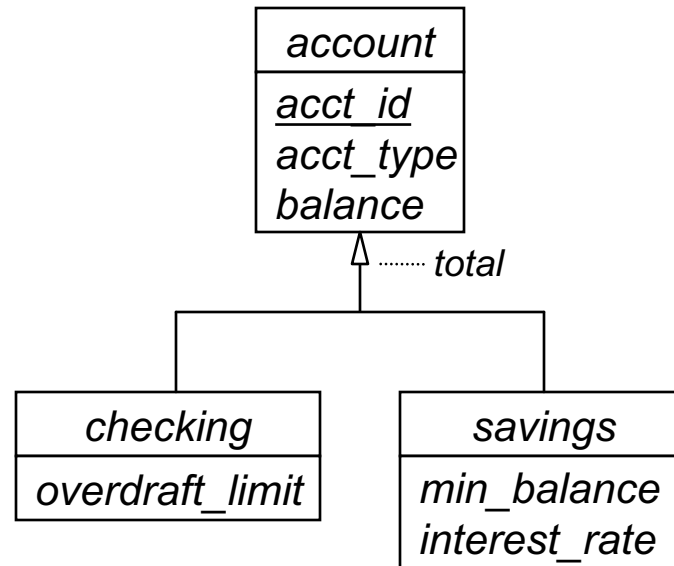 account
acct_id
acct_type
balance
total
checking
overdraft_limit
savings
min_balance
interest_rate